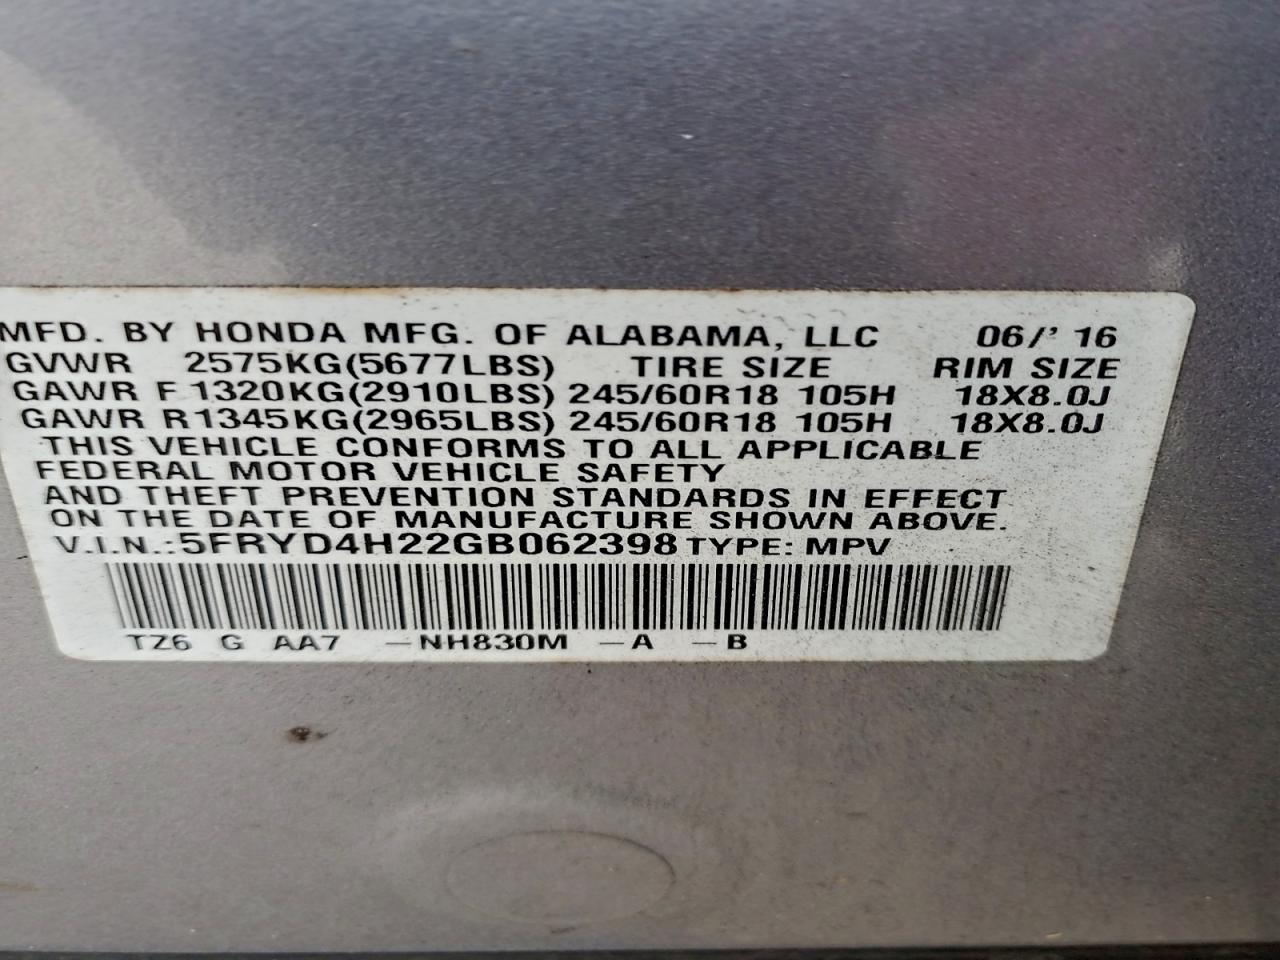 MFD. BY HONDA MFG. OF ALABAMA, LLC 06/' 16
GVWR 2575KG(5677LBS) TIRE SIZE RIM SIZE
GAWR F 1320KG(2910LBS) 245/60R18 105H 18X8.0J
GAWR R1345KG(2965LBS) 245/60R18 105H 18X8.0J
THIS VEHICLE CONFORMS TO ALL APPLICABLE
FEDERAL MOTOR VEHICLE SAFETY
AND THEFT PREVENTION STANDARDS IN EFFECT
ON THE DATE OF MANUFACTURE SHOWN ABOVE.
V.I.N.:5FRYD4H22GB062398 TYPE: MPV
TZ6 G AA7 -NH830M -A -B